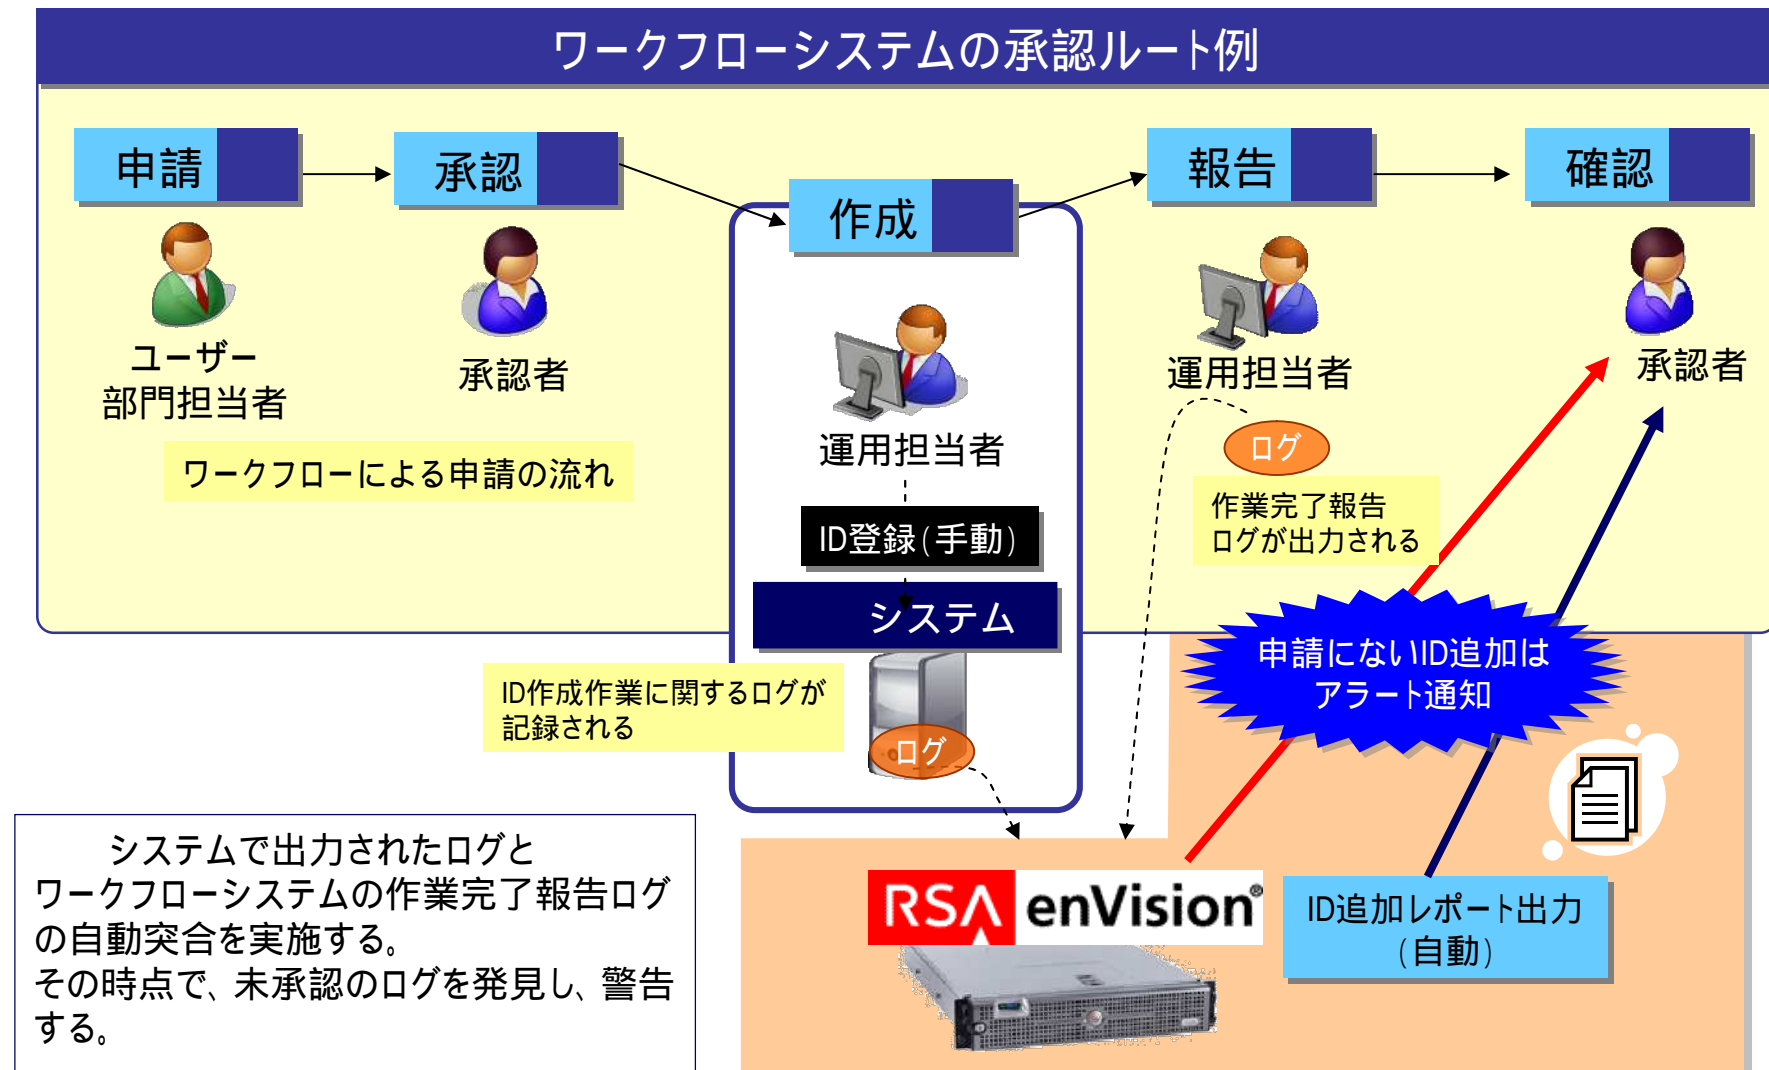 ワークフローシステムの承認ルート例
申請
承認
作成
報告
確認
ユーザー
部門担当者
承認者
運用担当者
運用担当者
承認者
ワークフローによる申請の流れ
ログ
作業完了報告
ログが出力される
ID登録(手動)
システム
申請にないID追加は
アラート通知
ID作成作業に関するログが
記録される
ログ
システムで出力されたログと
ワークフローシステムの作業完了報告ログ
の自動突合を実施する。
その時点で、未承認のログを発見し、警告
する。
RSA enVision®
ID追加レポート出力
(自動)